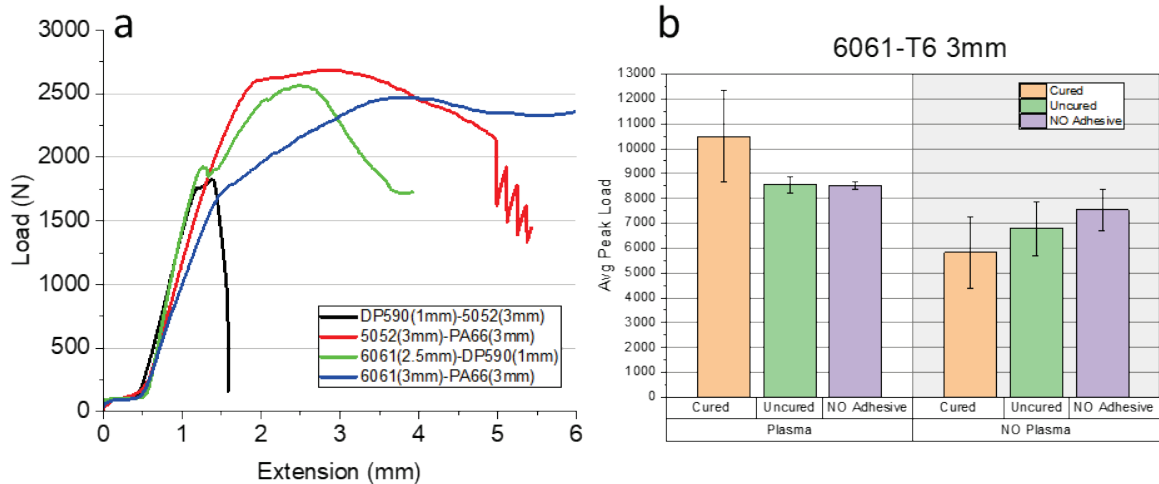 a
3000
2500
2000
1500
1000
500
0
Load (N)
0 1 2 3 4 5 6
Extension (mm)
DP590(1mm)-5052(3mm)
5052(3mm)-PA66(3mm)
6061(2.5mm)-DP590(1mm)
6061(3mm)-PA66(3mm)
b
6061-T6 3mm
13000
12000
11000
10000
9000
8000
7000
6000
5000
4000
3000
2000
1000
0
Avg Peak Load
Cured
Uncured
NO Adhesive
Cured Uncured NO Adhesive Cured Uncured NO Adhesive
Plasma NO Plasma